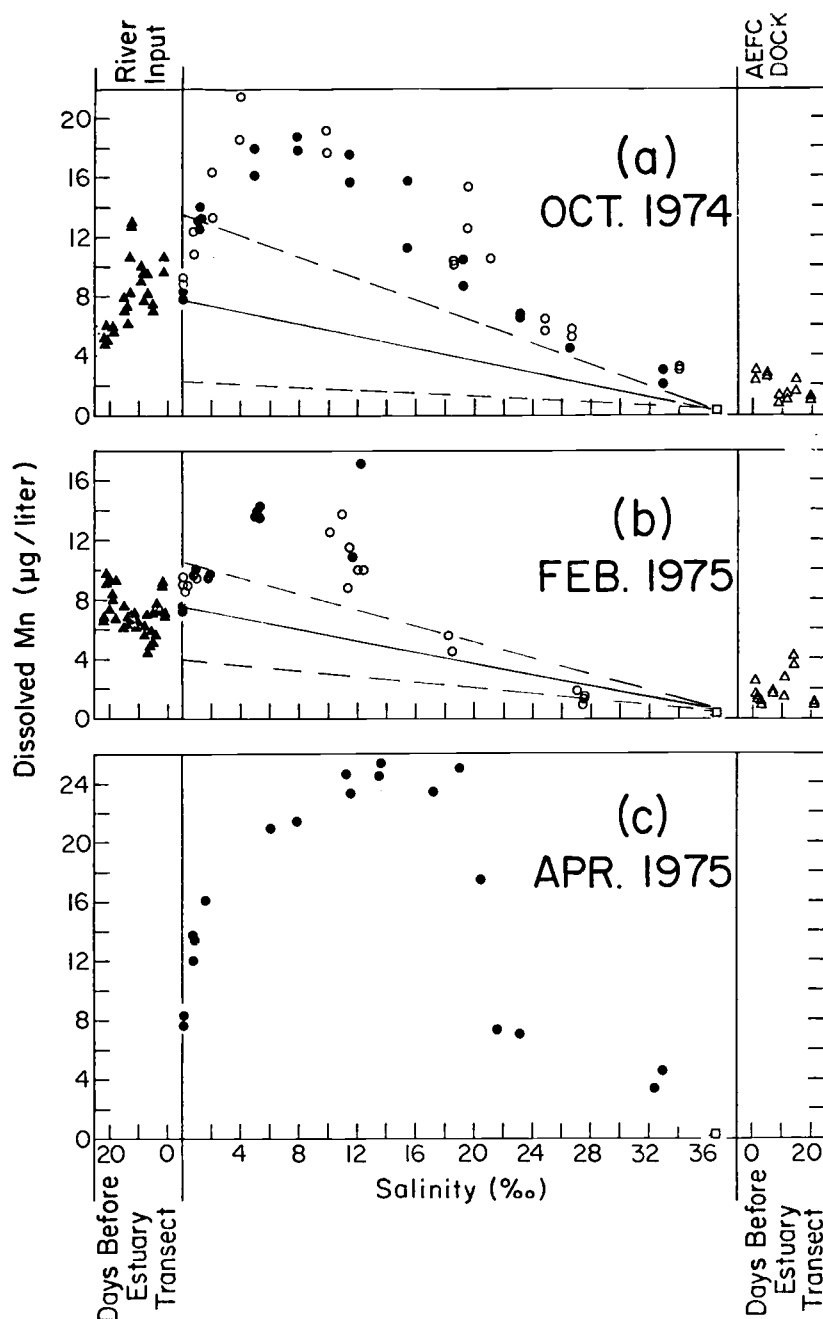 River
Input
AEFC
DOCK
20
16
12
8
4
0
(a)
OCT. 1974
16
12
8
4
0
(b)
FEB. 1975
24
20
16
12
8
4
0
(c)
APR. 1975
Dissolved Mn (µg/liter)
20 0
4 8 12 16 20 24 28 32 36
0 20
Salinity (‰)
Days Before
Estuary
Transect
Days Before
Estuary
Transect